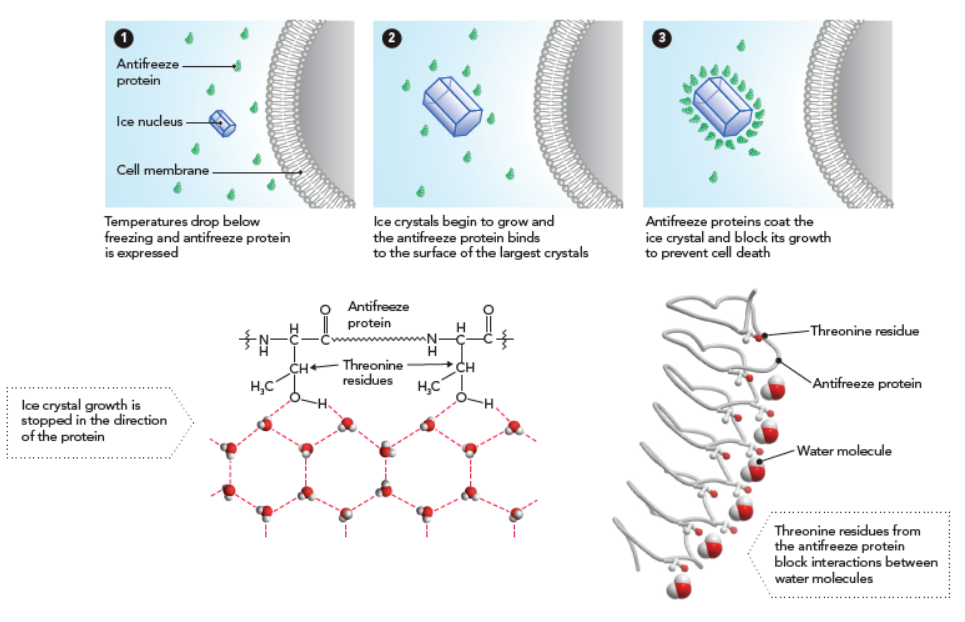 1
Antifreeze
protein
Ice nucleus
Cell membrane
Temperatures drop below
freezing and antifreeze protein
is expressed
2
Ice crystals begin to grow and
the antifreeze protein binds
to the surface of the largest crystals
3
Antifreeze proteins coat the
ice crystal and block its growth
to prevent cell death
Ice crystal growth is
stopped in the direction
of the protein
O
Antifreeze
protein
O
H
H
N
C
C
N
C
C
H
H
CH
Threonine
residues
CH
H₃C
H₃C
O
H
O
H
Threonine residue
Antifreeze protein
Water molecule
Threonine residues from
the antifreeze protein
block interactions between
water molecules